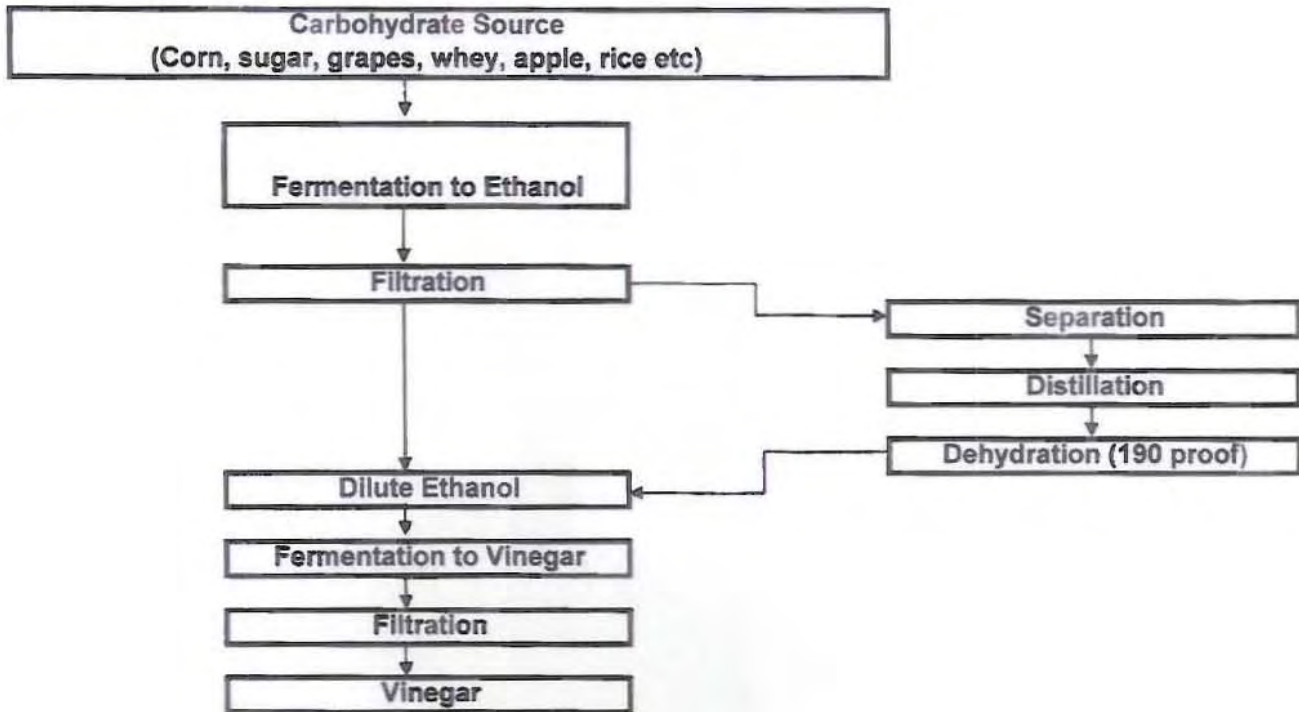 Carbohydrate Source
(Corn, sugar, grapes, whey, apple, rice etc)
Fermentation to Ethanol
Filtration
Separation
Distillation
Dehydration (190 proof)
Dilute Ethanol
Fermentation to Vinegar
Filtration
Vinegar